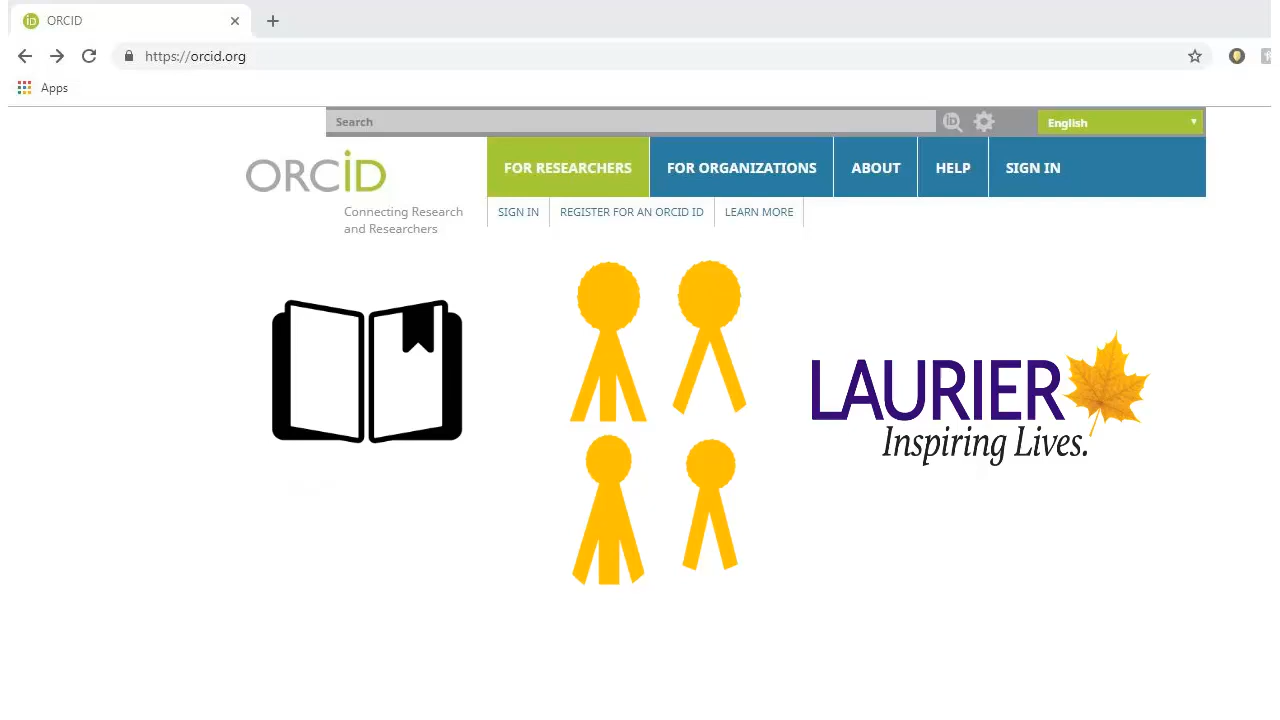 ORCID
https://orcid.org
Apps
Search
iD
English
ORCID
FOR RESEARCHERS
FOR ORGANIZATIONS
ABOUT
HELP
SIGN IN
Connecting Research
and Researchers
SIGN IN
REGISTER FOR AN ORCID ID
LEARN MORE
LAURIER
Inspiring Lives.